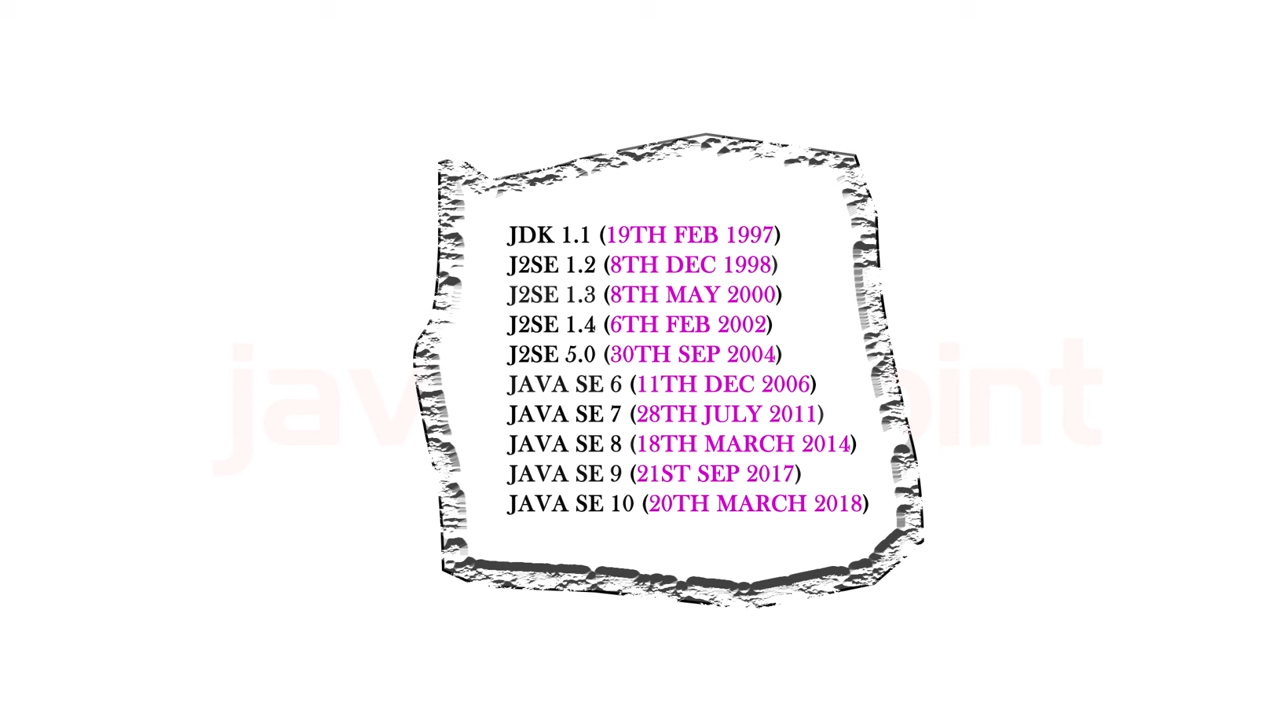 JDK 1.1 (19TH FEB 1997)
J2SE 1.2 (8TH DEC 1998)
J2SE 1.3 (8TH MAY 2000)
J2SE 1.4 (6TH FEB 2002)
J2SE 5.0 (30TH SEP 2004)
JAVA SE 6 (11TH DEC 2006)
JAVA SE 7 (28TH JULY 2011)
JAVA SE 8 (18TH MARCH 2014)
JAVA SE 9 (21ST SEP 2017)
JAVA SE 10 (20TH MARCH 2018)